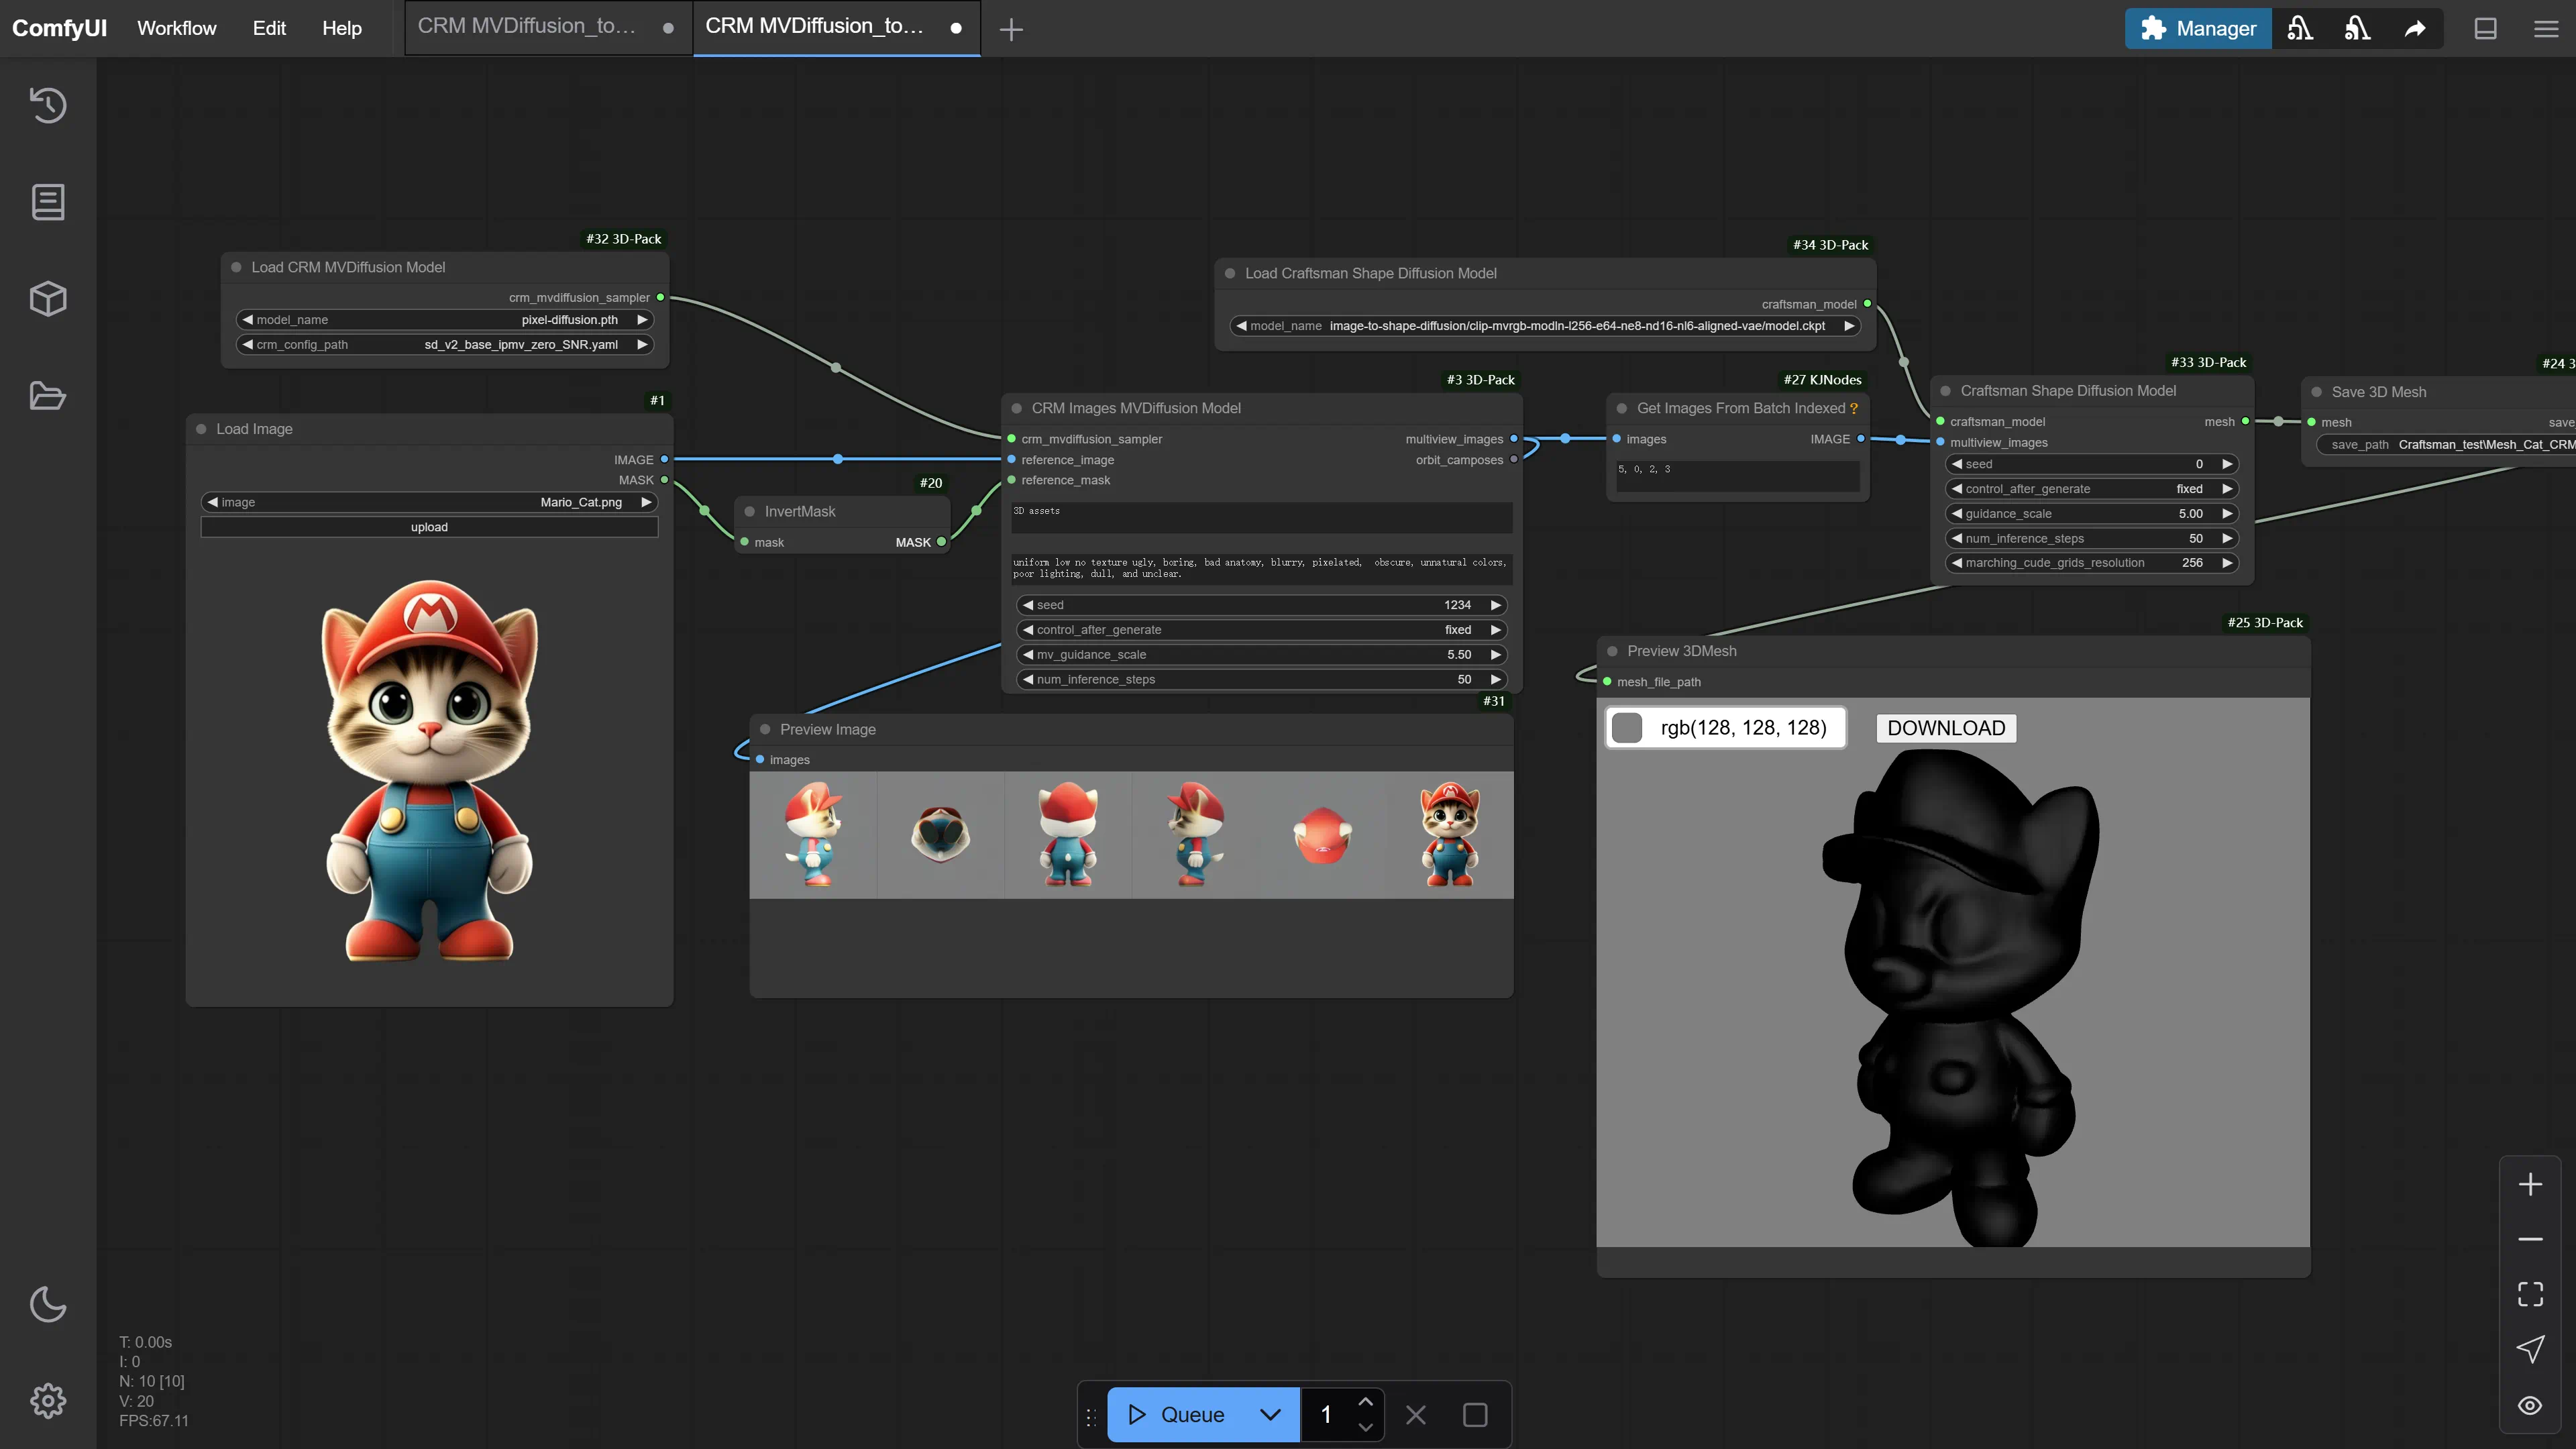 ComfyUI
Workflow
Edit
Help
CRM MVDiffusion_to...
CRM MVDiffusion_to...
Manager
#32 3D-Pack
Load CRM MVDiffusion Model
crm_mvdiffusion_sampler
model_name pixel-diffusion.pth
crm_config_path sd_v2_base_ipmv_zero_SNR.yaml
#1
Load Image
IMAGE
MASK
image Mario_Cat.png
upload
M
#20
InvertMask
mask MASK
#3 3D-Pack
CRM Images MVDiffusion Model
crm_mvdiffusion_sampler multiview_images
reference_image orbit_camposes
reference_mask
3D assets
uniform low no texture ugly, boring, bad anatomy, blurry, pixelated, obscure, unnatural colors,
poor lighting, dull, and unclear.
seed 1234
control_after_generate fixed
mv_guidance_scale 5.50
num_inference_steps 50
#31
Preview Image
images
#34 3D-Pack
Load Craftsman Shape Diffusion Model
craftsman_model
model_name image-to-shape-diffusion/clip-mvrgb-modln-l256-e64-ne8-nd16-nl6-aligned-vae/model.ckpt
#27 KJNodes
Get Images From Batch Indexed ?
images IMAGE
5, 0, 2, 3
#33 3D-Pack
Craftsman Shape Diffusion Model
craftsman_model mesh
multiview_images
seed 0
control_after_generate fixed
guidance_scale 5.00
num_inference_steps 50
marching_cude_grids_resolution 256
#24 3
Save 3D Mesh
mesh save_
save_path Craftsman_test\Mesh_Cat_CRM
#25 3D-Pack
Preview 3DMesh
mesh_file_path
rgb(128, 128, 128)
DOWNLOAD
T: 0.00s
I: 0
N: 10 [10]
V: 20
FPS:67.11
Queue
1